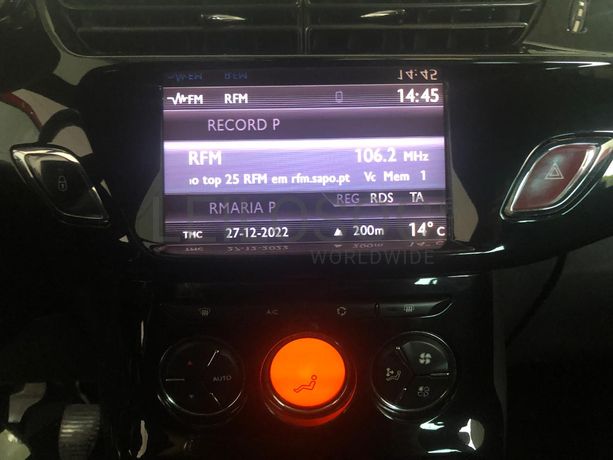 FM RFM 14:45
RECORD P
RFM 106.2 MHz
10 top 25 RFM em rfm.sapo.pt Vc Mem 1
REG RDS TA
RMARIA P
TMC 27-12-2022 200m 14°C
WORLDWIDE
A/C
AUTO